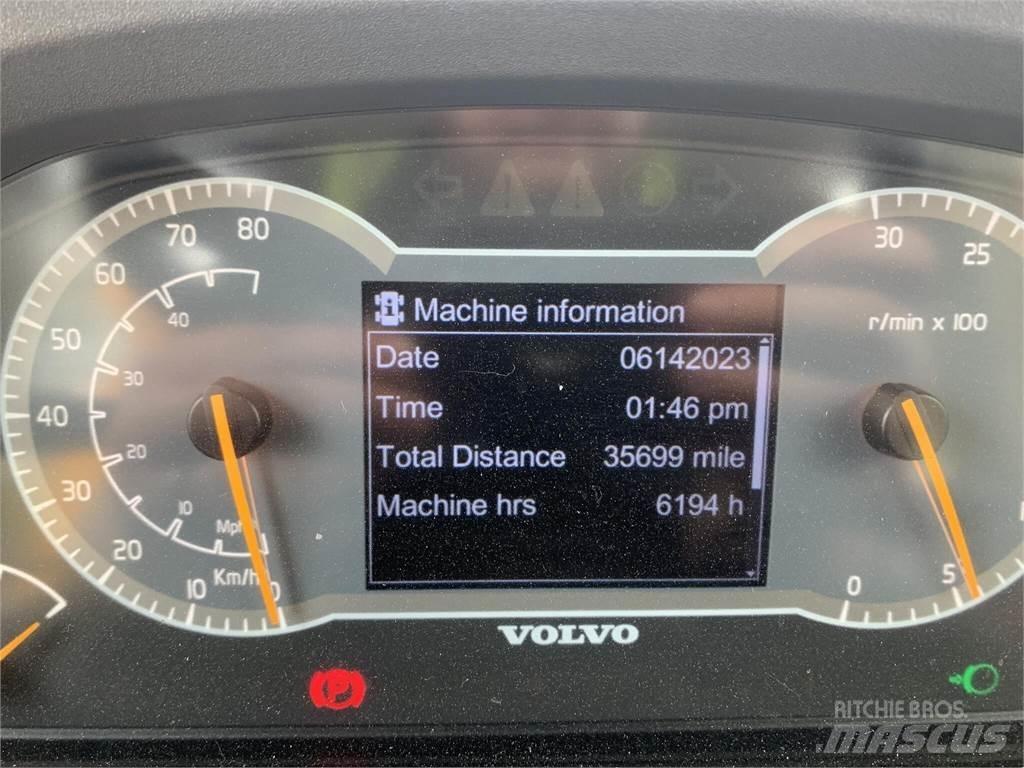 Machine information
Date 06142023
Time 01:46 pm
Total Distance 35699 mile
Machine hrs 6194 h
80
70
60
50
40
30
20
10
0
40
30
20
10
Mph
Km/h
30
25
r/min x 100
0
5
VOLVO
P
RITCHIE BROS.
MASCUS